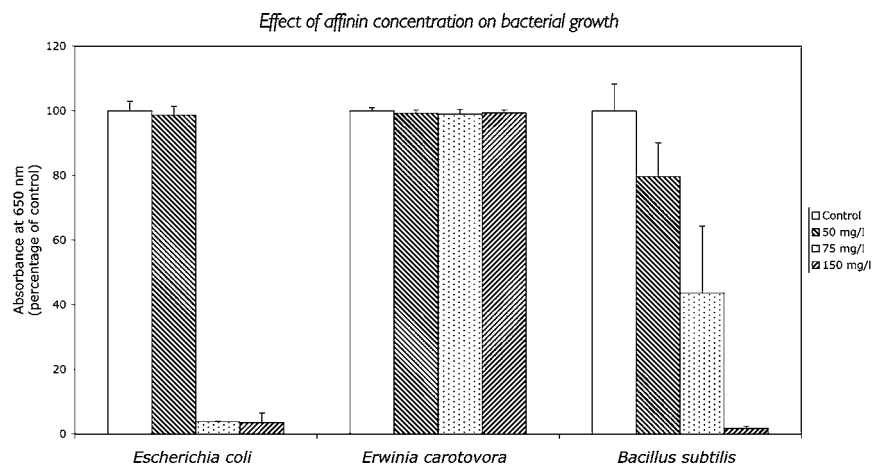 Effect of affinin concentration on bacterial growth
120
100
80
60
40
20
0
Absorbance at 650 nm
(percentage of control)
Escherichia coli
Erwinia carotovora
Bacillus subtilis
Control
50 mg/l
75 mg/l
150 mg/l